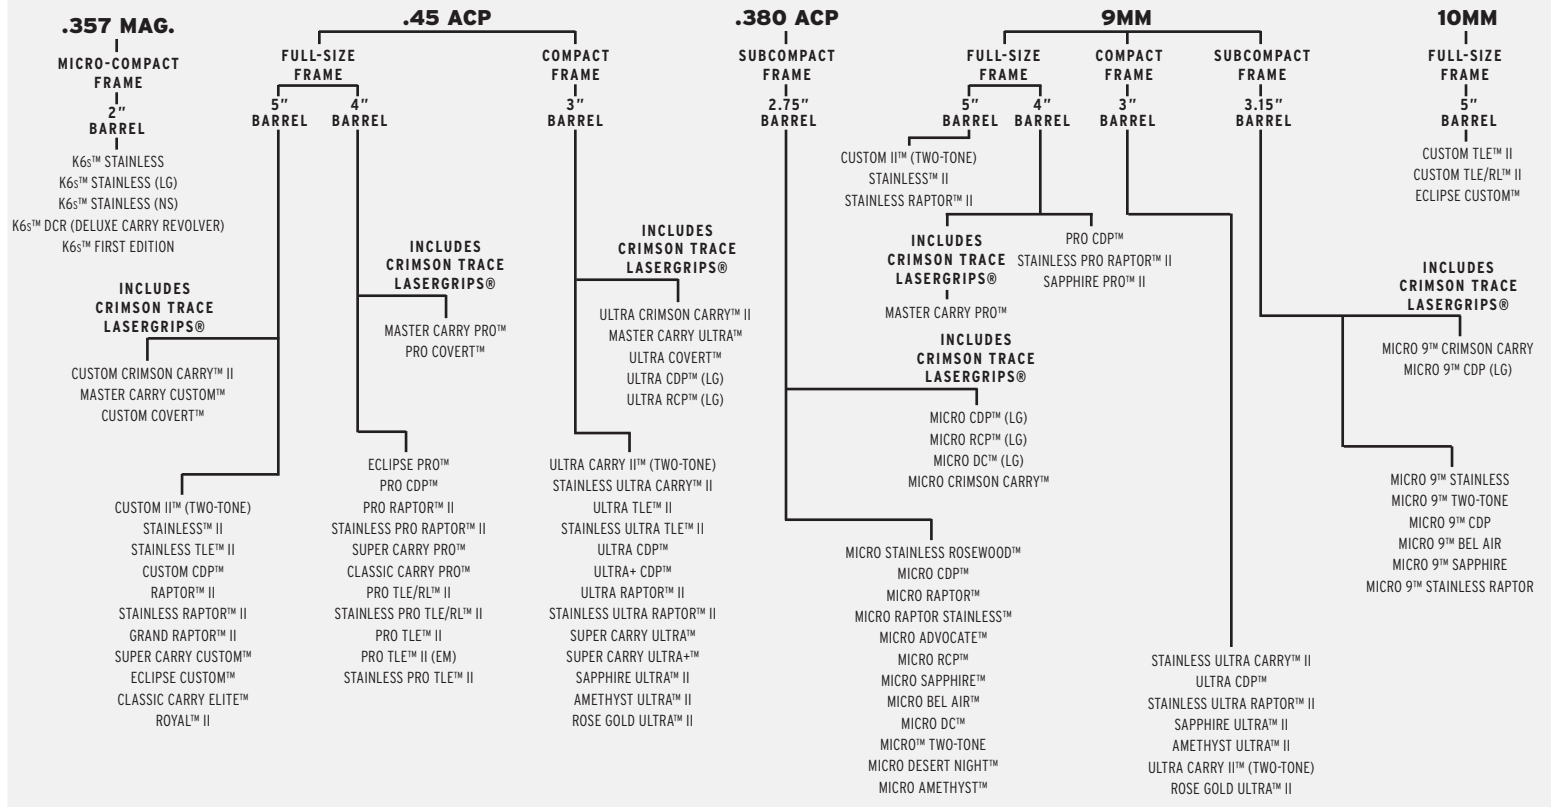 .357 MAG.
MICRO-COMPACT
FRAME
2"
BARREL
K6s™ STAINLESS
K6s™ STAINLESS (LG)
K6s™ STAINLESS (NS)
K6s™ DCR (DELUXE CARRY REVOLVER)
K6s™ FIRST EDITION
.45 ACP
FULL-SIZE
FRAME
5"
BARREL
INCLUDES
CRIMSON TRACE
LASERGRIPS®
CUSTOM CRIMSON CARRY™ II
MASTER CARRY CUSTOM™
CUSTOM COVERT™
CUSTOM II™ (TWO-TONE)
STAINLESS™ II
STAINLESS TLE™ II
CUSTOM CDP™
RAPTOR™ II
STAINLESS RAPTOR™ II
GRAND RAPTOR™ II
SUPER CARRY CUSTOM™
ECLIPSE CUSTOM™
CLASSIC CARRY ELITE™
ROYAL™ II
4"
BARREL
INCLUDES
CRIMSON TRACE
LASERGRIPS®
MASTER CARRY PRO™
PRO COVERT™
ECLIPSE PRO™
PRO CDP™
PRO RAPTOR™ II
STAINLESS PRO RAPTOR™ II
SUPER CARRY PRO™
CLASSIC CARRY PRO™
PRO TLE/RL™ II
STAINLESS PRO TLE/RL™ II
PRO TLE™ II
PRO TLE™ II (EM)
STAINLESS PRO TLE™ II
COMPACT
FRAME
3"
BARREL
INCLUDES
CRIMSON TRACE
LASERGRIPS®
ULTRA CRIMSON CARRY™ II
MASTER CARRY ULTRA™
ULTRA COVERT™
ULTRA CDP™ (LG)
ULTRA RCP™ (LG)
ULTRA CARRY II™ (TWO-TONE)
STAINLESS ULTRA CARRY™ II
ULTRA TLE™ II
STAINLESS ULTRA TLE™ II
ULTRA CDP™
ULTRA+ CDP™
ULTRA RAPTOR™ II
STAINLESS ULTRA RAPTOR™ II
SUPER CARRY ULTRA™
SUPER CARRY ULTRA+™
SAPPHIRE ULTRA™ II
AMETHYST ULTRA™ II
ROSE GOLD ULTRA™ II
.380 ACP
SUBCOMPACT
FRAME
2.75"
BARREL
INCLUDES
CRIMSON TRACE
LASERGRIPS®
MICRO CDP™ (LG)
MICRO RCP™ (LG)
MICRO DC™ (LG)
MICRO CRIMSON CARRY™
MICRO STAINLESS ROSEWOOD™
MICRO CDP™
MICRO RAPTOR™
MICRO RAPTOR STAINLESS™
MICRO ADVOCATE™
MICRO RCP™
MICRO SAPPHIRE™
MICRO BEL AIR™
MICRO DC™
MICRO™ TWO-TONE
MICRO DESERT NIGHT™
MICRO AMETHYST™
9MM
FULL-SIZE
FRAME
5"
BARREL
CUSTOM II™ (TWO-TONE)
STAINLESS™ II
STAINLESS RAPTOR™ II
4"
BARREL
INCLUDES
CRIMSON TRACE
LASERGRIPS®
MASTER CARRY PRO™
PRO CDP™
STAINLESS PRO RAPTOR™ II
SAPPHIRE PRO™ II
COMPACT
FRAME
3"
BARREL
STAINLESS ULTRA CARRY™ II
ULTRA CDP™
STAINLESS ULTRA RAPTOR™ II
SAPPHIRE ULTRA™ II
AMETHYST ULTRA™ II
ULTRA CARRY II™ (TWO-TONE)
ROSE GOLD ULTRA™ II
SUBCOMPACT
FRAME
3.15"
BARREL
INCLUDES
CRIMSON TRACE
LASERGRIPS®
MICRO 9™ CRIMSON CARRY
MICRO 9™ CDP (LG)
MICRO 9™ STAINLESS
MICRO 9™ TWO-TONE
MICRO 9™ CDP
MICRO 9™ BEL AIR
MICRO 9™ SAPPHIRE
MICRO 9™ STAINLESS RAPTOR
10MM
FULL-SIZE
FRAME
5"
BARREL
CUSTOM TLE™ II
CUSTOM TLE/RL™ II
ECLIPSE CUSTOM™